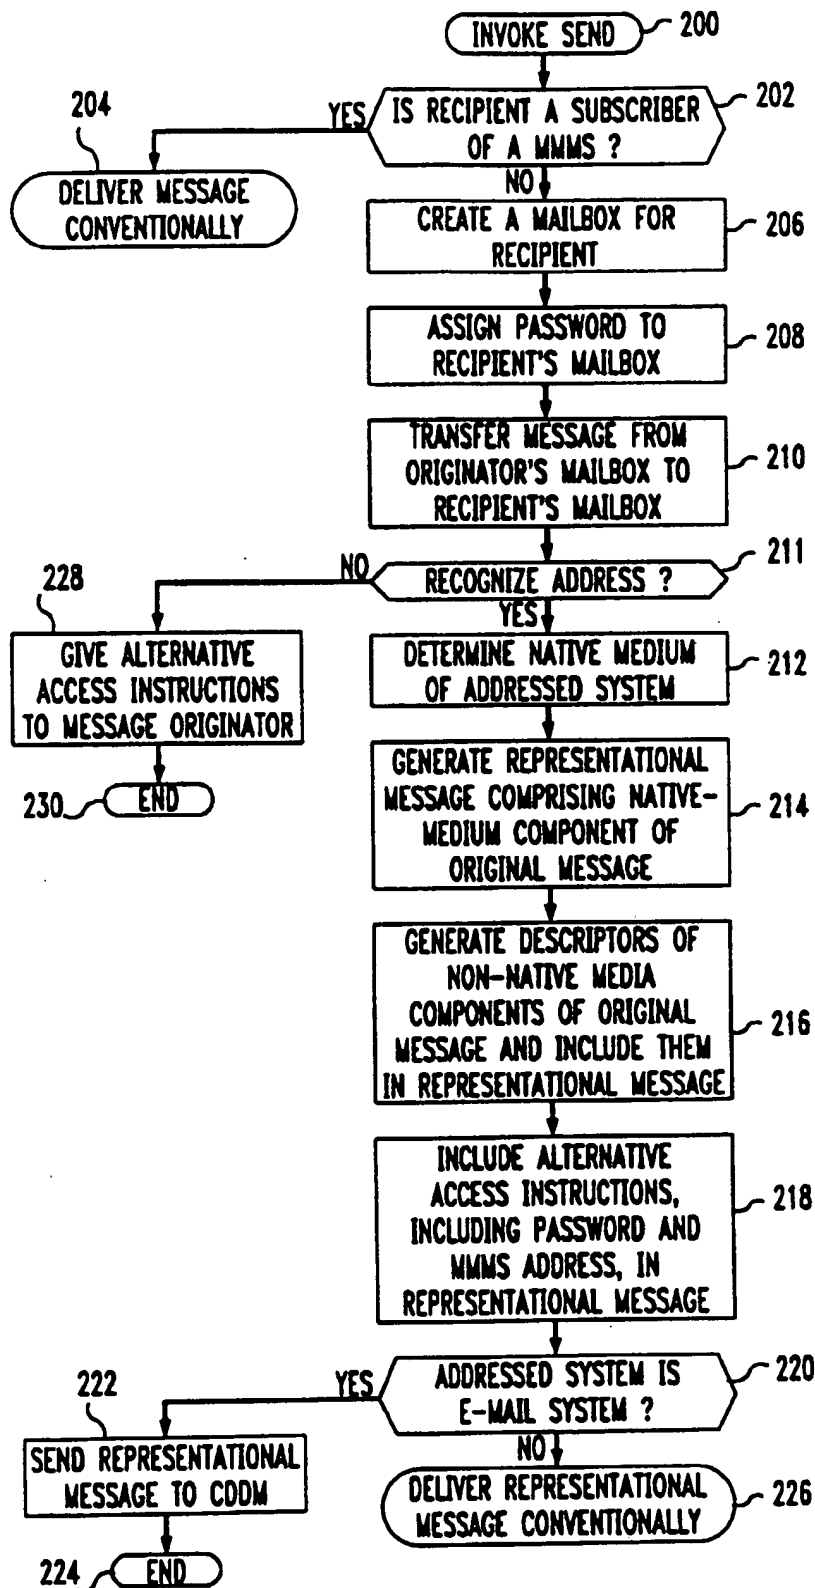 INVOKE SEND
200
IS RECIPIENT A SUBSCRIBER
OF A MMMS ?
202
YES
204
DELIVER MESSAGE
CONVENTIONALLY
NO
CREATE A MAILBOX FOR
RECIPIENT
206
ASSIGN PASSWORD TO
RECIPIENT'S MAILBOX
208
TRANSFER MESSAGE FROM
ORIGINATOR'S MAILBOX TO
RECIPIENT'S MAILBOX
210
RECOGNIZE ADDRESS ?
211
NO
228
GIVE ALTERNATIVE
ACCESS INSTRUCTIONS
TO MESSAGE ORIGINATOR
END
230
YES
DETERMINE NATIVE MEDIUM
OF ADDRESSED SYSTEM
212
GENERATE REPRESENTATIONAL
MESSAGE COMPRISING NATIVE-
MEDIUM COMPONENT OF
ORIGINAL MESSAGE
214
GENERATE DESCRIPTORS OF
NON-NATIVE MEDIA
COMPONENTS OF ORIGINAL
MESSAGE AND INCLUDE THEM
IN REPRESENTATIONAL MESSAGE
216
INCLUDE ALTERNATIVE
ACCESS INSTRUCTIONS,
INCLUDING PASSWORD AND
MMMS ADDRESS, IN
REPRESENTATIONAL MESSAGE
218
ADDRESSED SYSTEM IS
E-MAIL SYSTEM ?
220
YES
222
SEND REPRESENTATIONAL
MESSAGE TO CDDM
END
224
NO
DELIVER REPRESENTATIONAL
MESSAGE CONVENTIONALLY
226